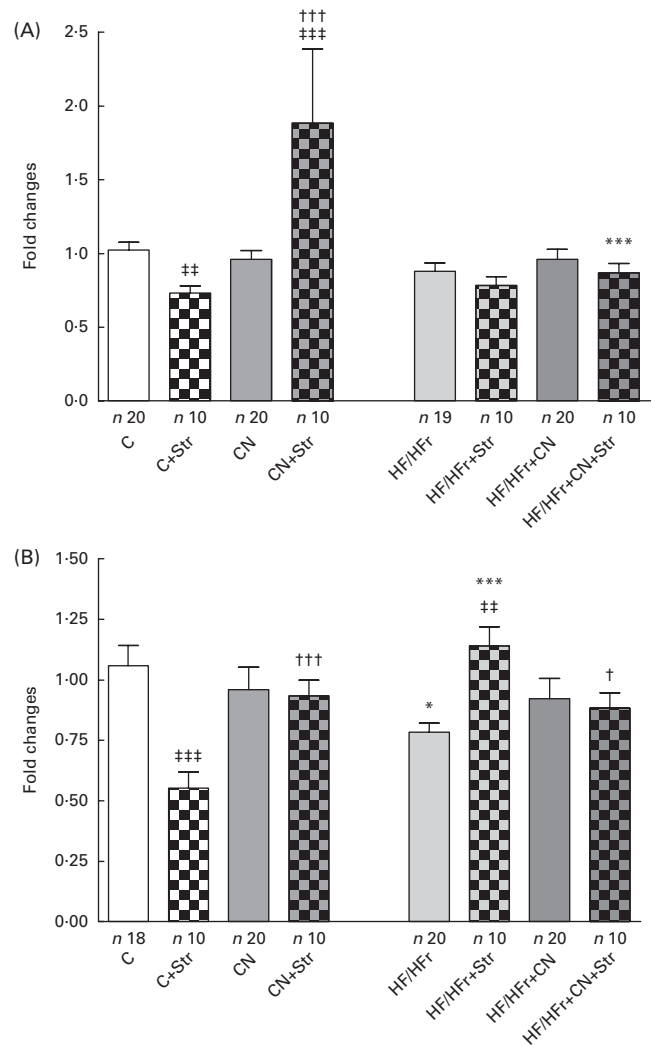 (A)
†††
‡‡‡
2·5
2·0
1·5
1·0
0·5
0·0
Fold changes
‡‡
***
n 20
n 10
n 20
n 10
n 19
n 10
n 20
n 10
C
C+Str
CN
CN+Str
HF/HFr
HF/HFr+Str
HF/HFr+CN
HF/HFr+CN+Str
(B)
1·50
1·25
1·00
0·75
0·50
0·25
0·00
Fold changes
‡‡‡
†††
*
***
‡‡
†
n 18
n 10
n 20
n 10
n 20
n 10
n 20
n 10
C
C+Str
CN
CN+Str
HF/HFr
HF/HFr+Str
HF/HFr+CN
HF/HFr+CN+Str